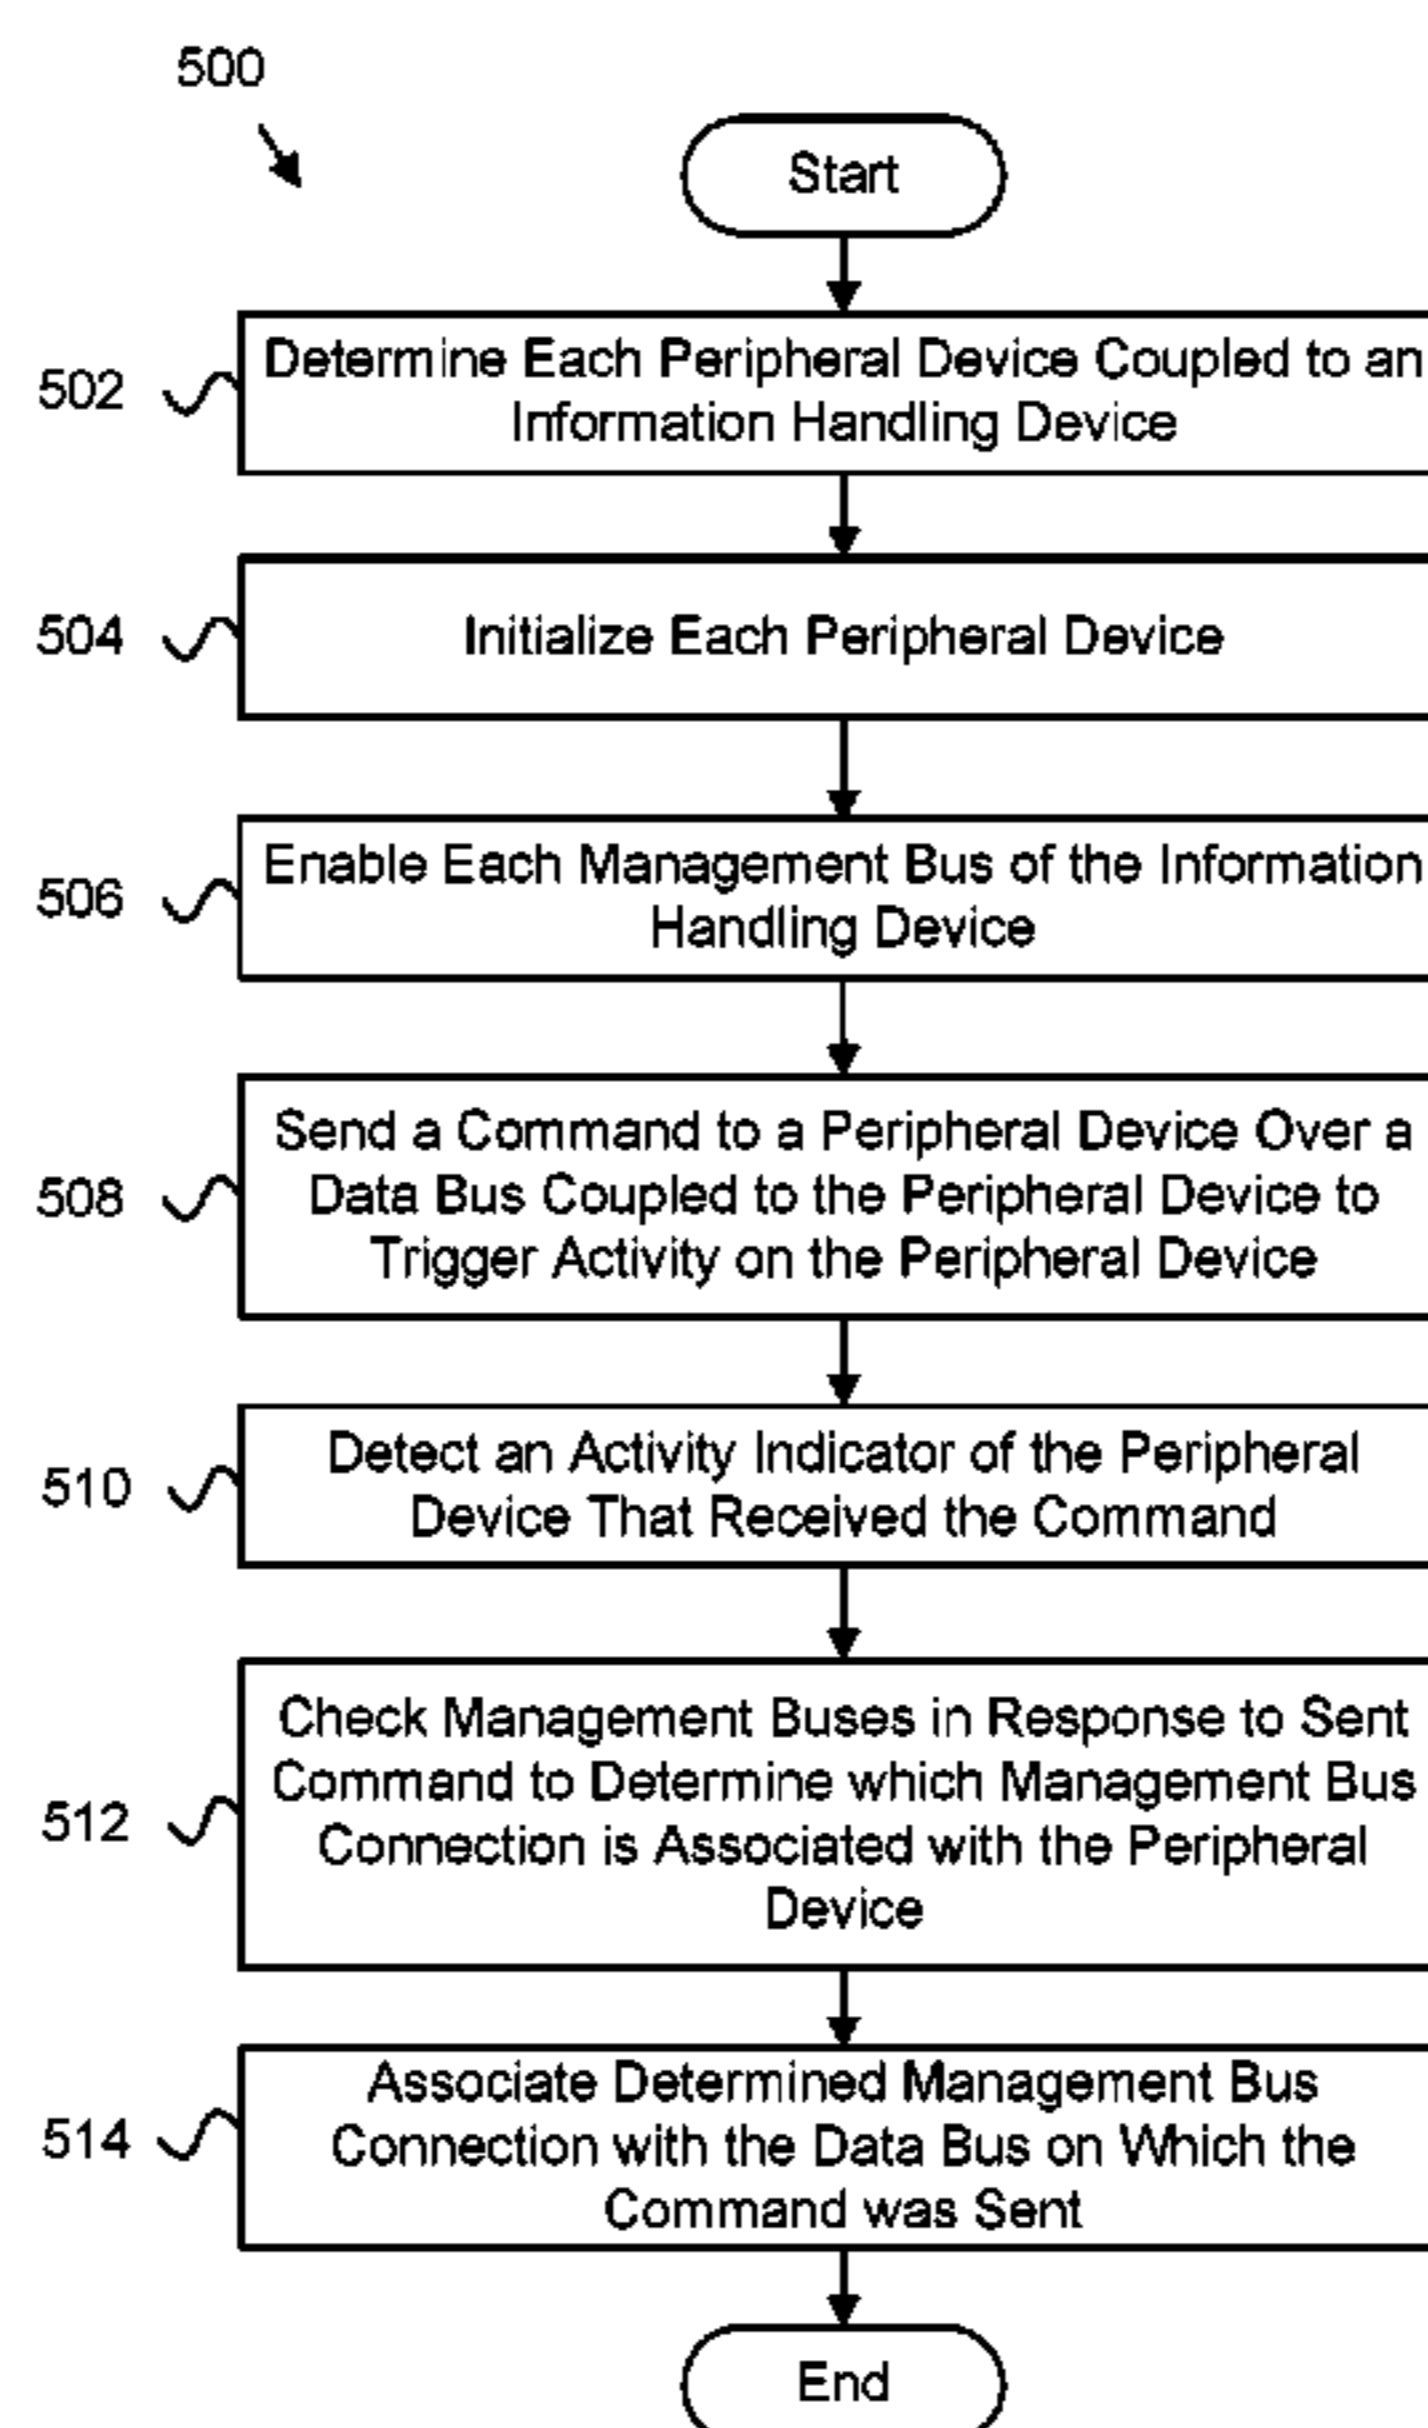 500
Start
502
Determine Each Peripheral Device Coupled to an
Information Handling Device
504
Initialize Each Peripheral Device
506
Enable Each Management Bus of the Information
Handling Device
508
Send a Command to a Peripheral Device Over a
Data Bus Coupled to the Peripheral Device to
Trigger Activity on the Peripheral Device
510
Detect an Activity Indicator of the Peripheral
Device That Received the Command
512
Check Management Buses in Response to Sent
Command to Determine which Management Bus
Connection is Associated with the Peripheral
Device
514
Associate Determined Management Bus
Connection with the Data Bus on Which the
Command was Sent
End